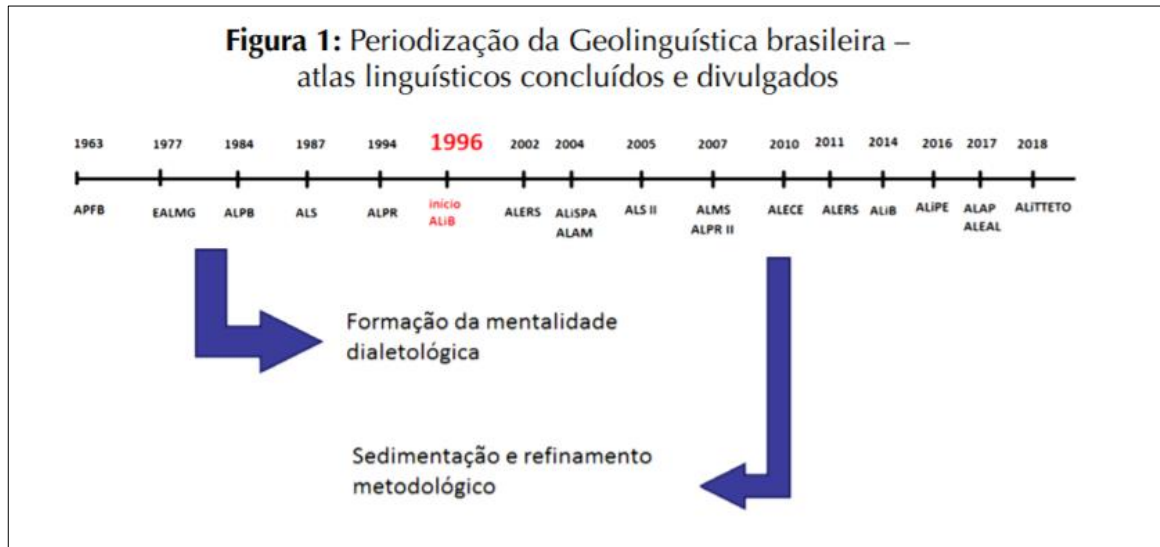 Figura 1: Periodização da Geolinguística brasileira –
atlas linguísticos concluídos e divulgados
1963 1977 1984 1987 1994 1996 2002 2004 2005 2007 2010 2011 2014 2016 2017 2018
APFB EALMG ALPB ALS ALPR início ALERS ALiSPA ALS II ALMS ALECE ALERS ALiB ALiPE ALAP ALiTTETO
ALiB ALAM ALPR II ALEAL
Formação da mentalidade
dialetológica
Sedimentação e refinamento
metodológico